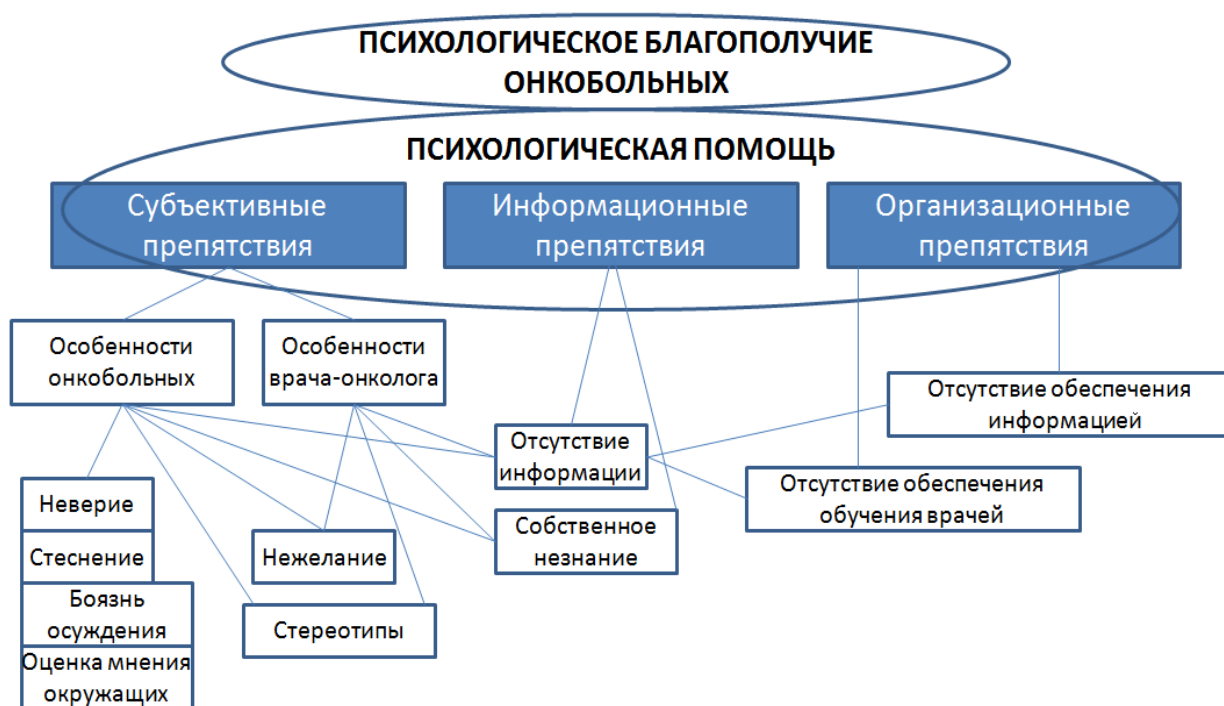 ПСИХОЛОГИЧЕСКОЕ БЛАГОПОЛУЧИЕ
ОНКОБОЛЬНЫХ
ПСИХОЛОГИЧЕСКАЯ ПОМОЩЬ
Субъективные
препятствия
Информационные
препятствия
Организационные
препятствия
Особенности
онкобольных
Особенности
врача-онколога
Отсутствие обеспечения
информацией
Отсутствие
информации
Отсутствие обеспечения
обучения врачей
Неверие
Стеснение
Боязнь
осуждения
Оценка мнения
окружащих
Нежелание
Собственное
незнание
Стереотипы